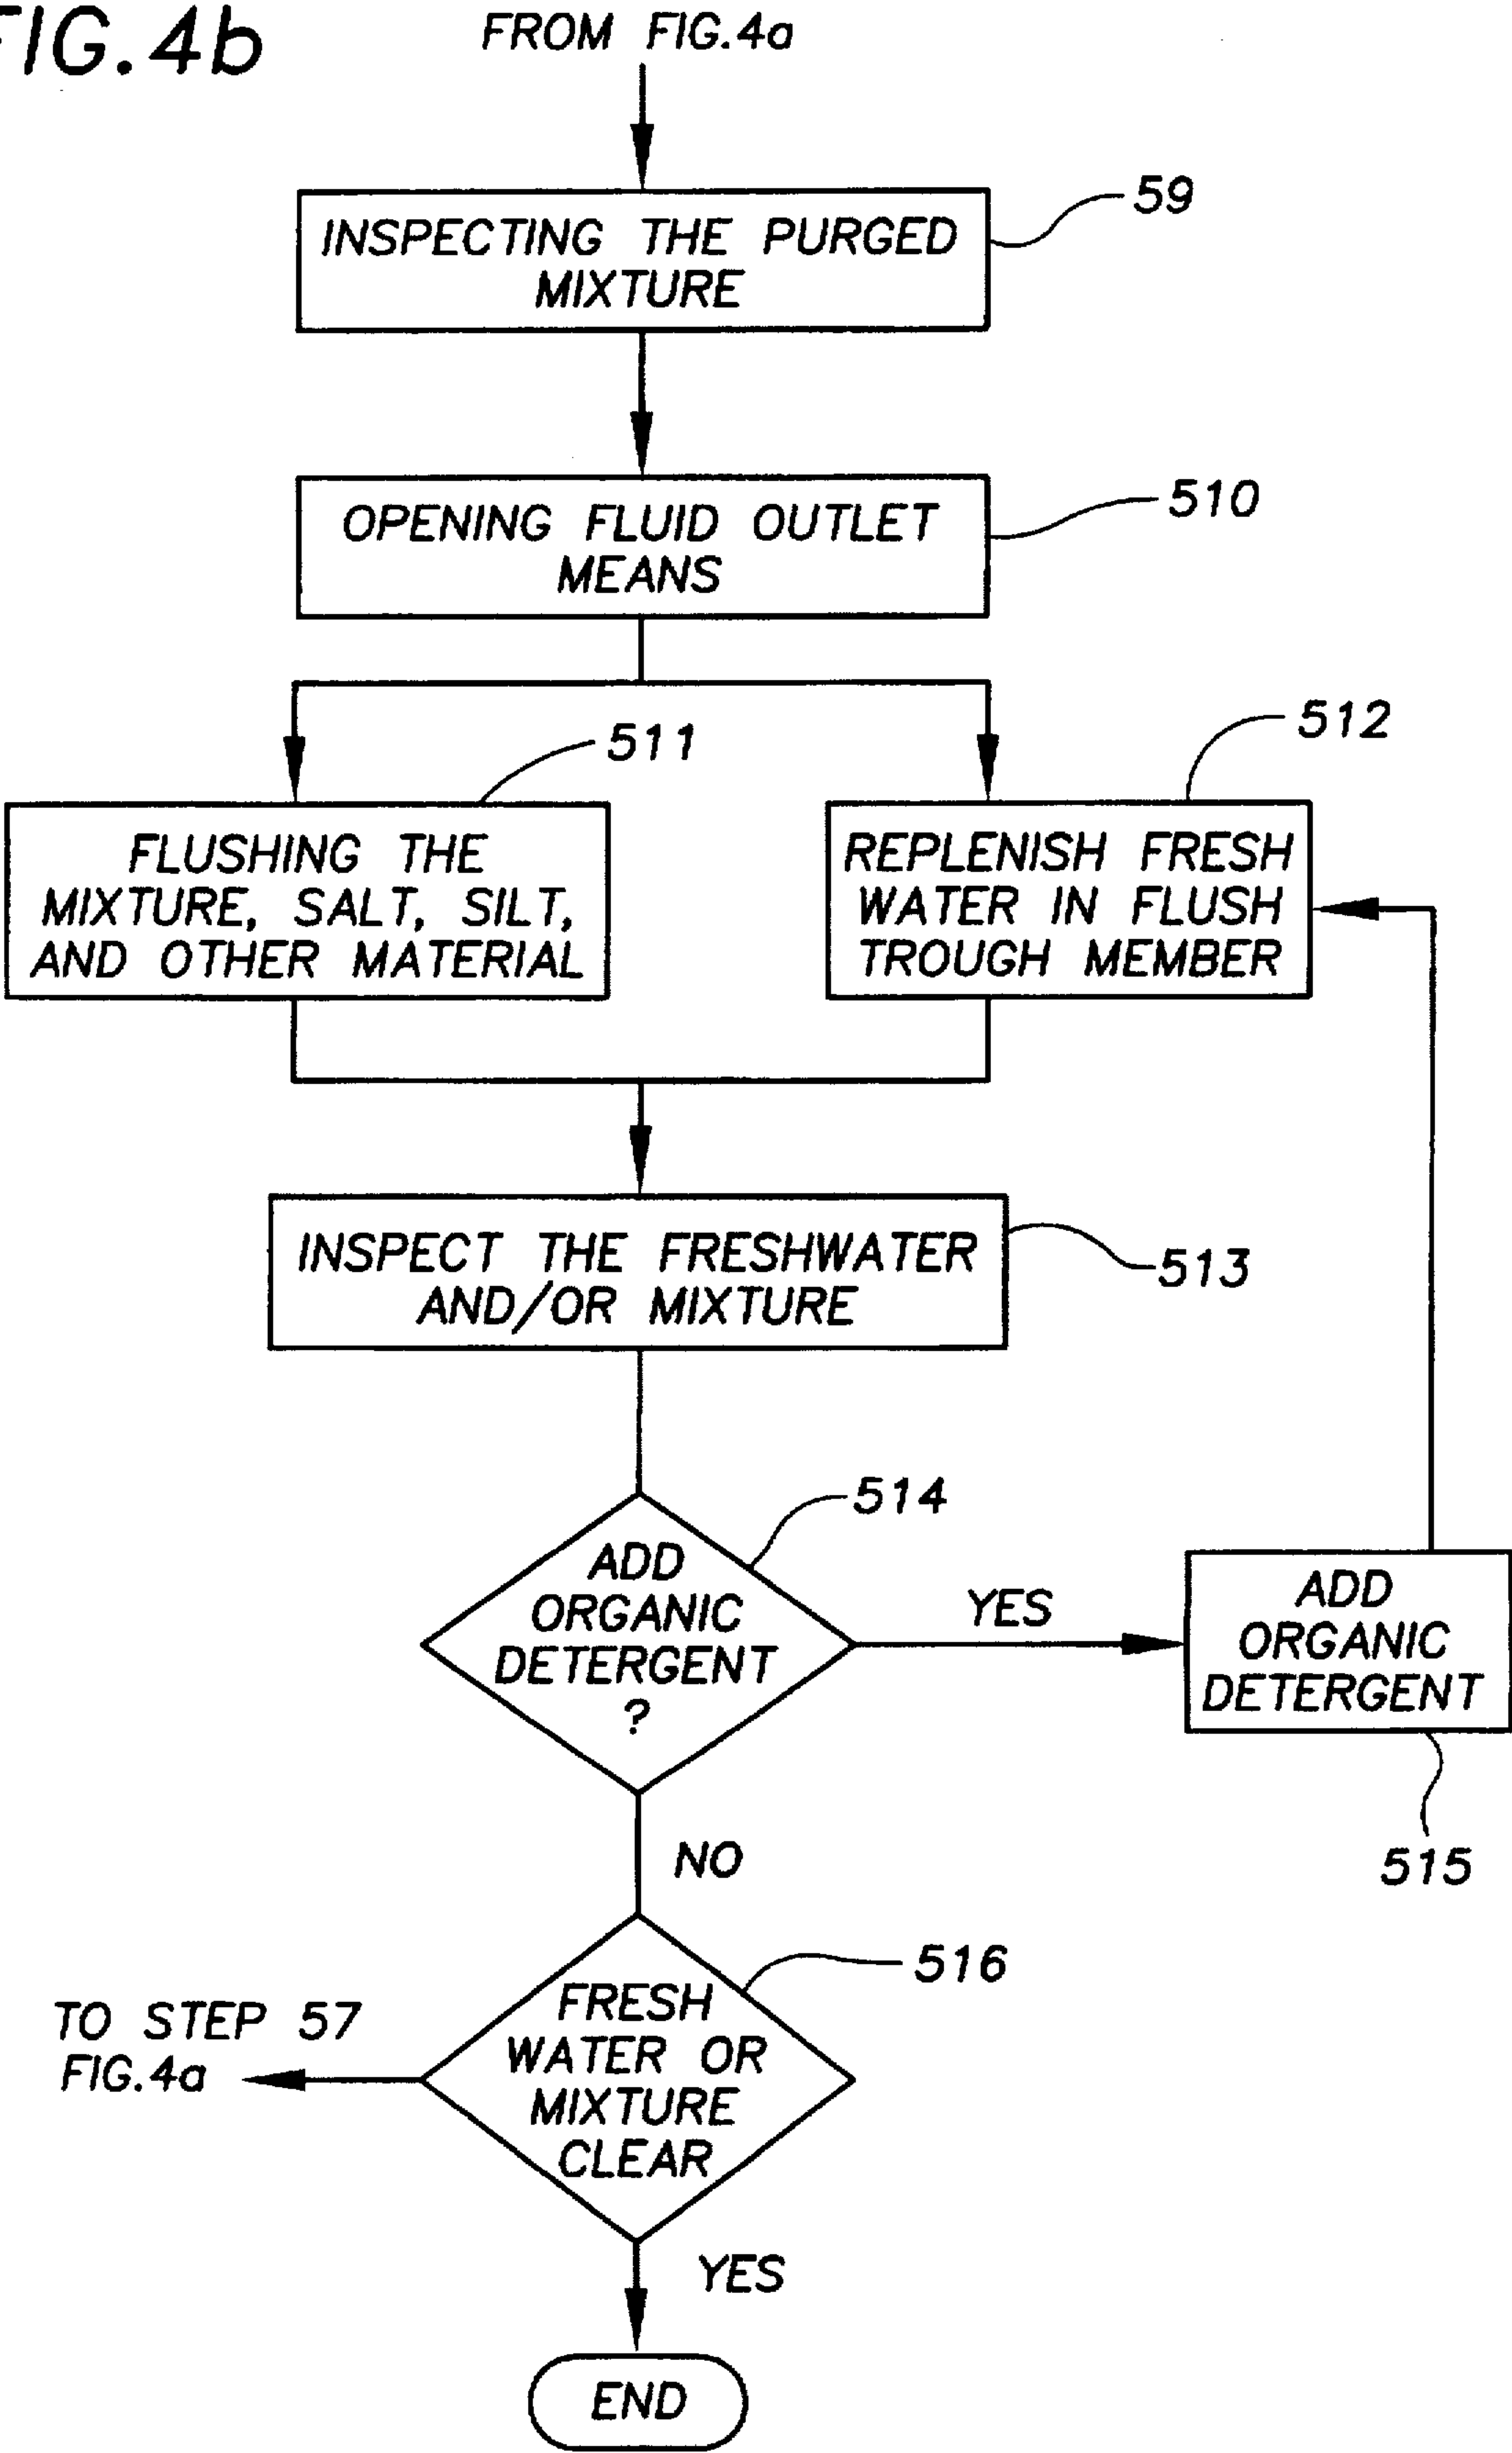 FIG.4b
FROM FIG.4a
59
INSPECTING THE PURGED
MIXTURE
510
OPENING FLUID OUTLET
MEANS
511
512
FLUSHING THE
MIXTURE, SALT, SILT,
AND OTHER MATERIAL
REPLENISH FRESH
WATER IN FLUSH
TROUGH MEMBER
INSPECT THE FRESHWATER
AND/OR MIXTURE
513
514
ADD
ORGANIC
DETERGENT
?
YES
ADD
ORGANIC
DETERGENT
515
NO
516
FRESH
WATER OR
MIXTURE
CLEAR
TO STEP 57
FIG.4a
YES
END